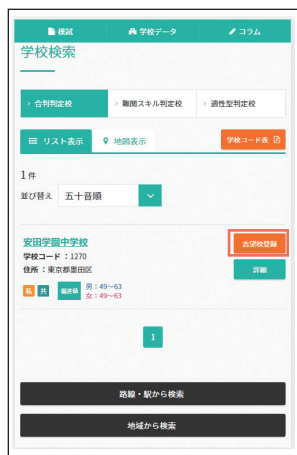 模試 学校データ コラム
学校検索
› 合判判定校 › 難関スキル判定校 › 適性型判定校
リスト表示 地図表示 学校コード表
1件
並び替え 五十音順
安田学園中学校 志望校登録
学校コード：1270
住所：東京都墨田区 詳細
私 共 偏差値 男：49～63
女：49～63
1
路線・駅から検索
地域から検索